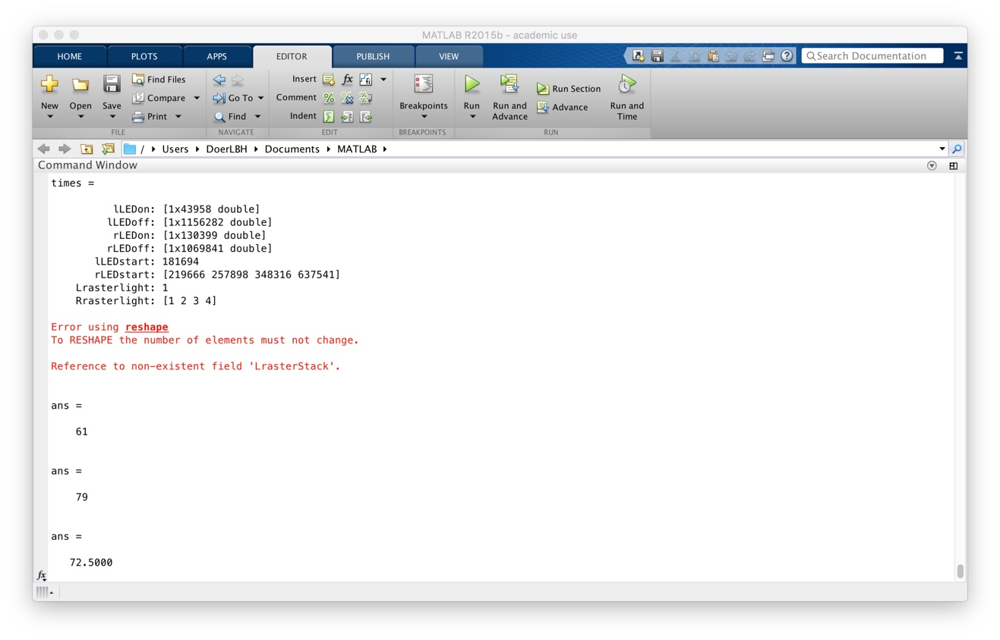 MATLAB R2015b - academic use
HOME PLOTS APPS EDITOR PUBLISH VIEW
Search Documentation
New Open Save Find Files Compare Print
FILE
Go To Find
NAVIGATE
Insert fx fi
Comment
Indent
EDIT
Breakpoints
BREAKPOINTS
Run Run and Advance Run Section Advance Run and Time
RUN
/ Users DoerLBH Documents MATLAB
Command Window
times =
lLEDon: [1x43958 double]
lLEDoff: [1x1156282 double]
rLEDon: [1x130399 double]
rLEDoff: [1x1069841 double]
lLEDstart: 181694
rLEDstart: [219666 257898 348316 637541]
Lrasterlight: 1
Rrasterlight: [1 2 3 4]
Error using reshape
To RESHAPE the number of elements must not change.
Reference to non-existent field 'LrasterStack'.
ans =
61
ans =
79
ans =
72.5000
fx